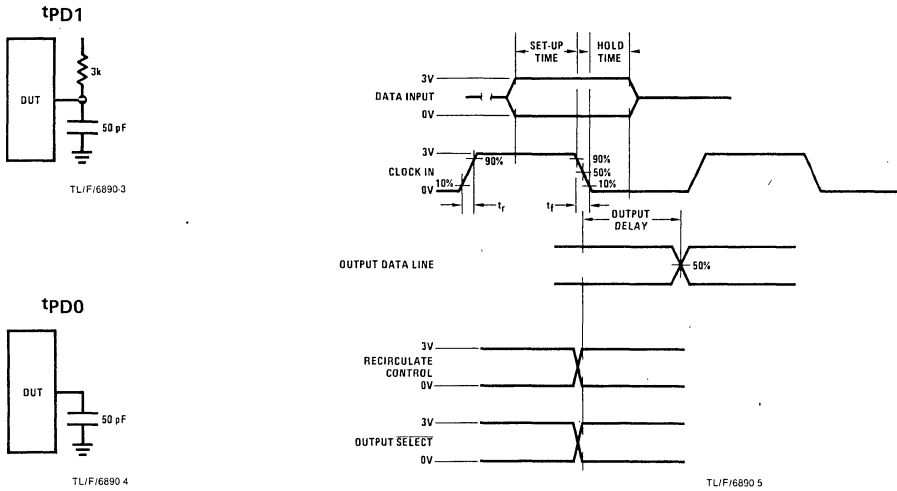 tPD1
3k
DUT
50 pF
TL/F/6890-3
tPD0
DUT
50 pF
TL/F/6890 4
SET-UP
TIME
HOLD
TIME
3V
DATA INPUT
0V
3V
90%
90%
CLOCK IN
50%
10%
10%
0V
tr
tf
OUTPUT
DELAY
OUTPUT DATA LINE
50%
3V
RECIRCULATE
CONTROL
0V
3V
OUTPUT SELECT
0V
TL/F/6890 5